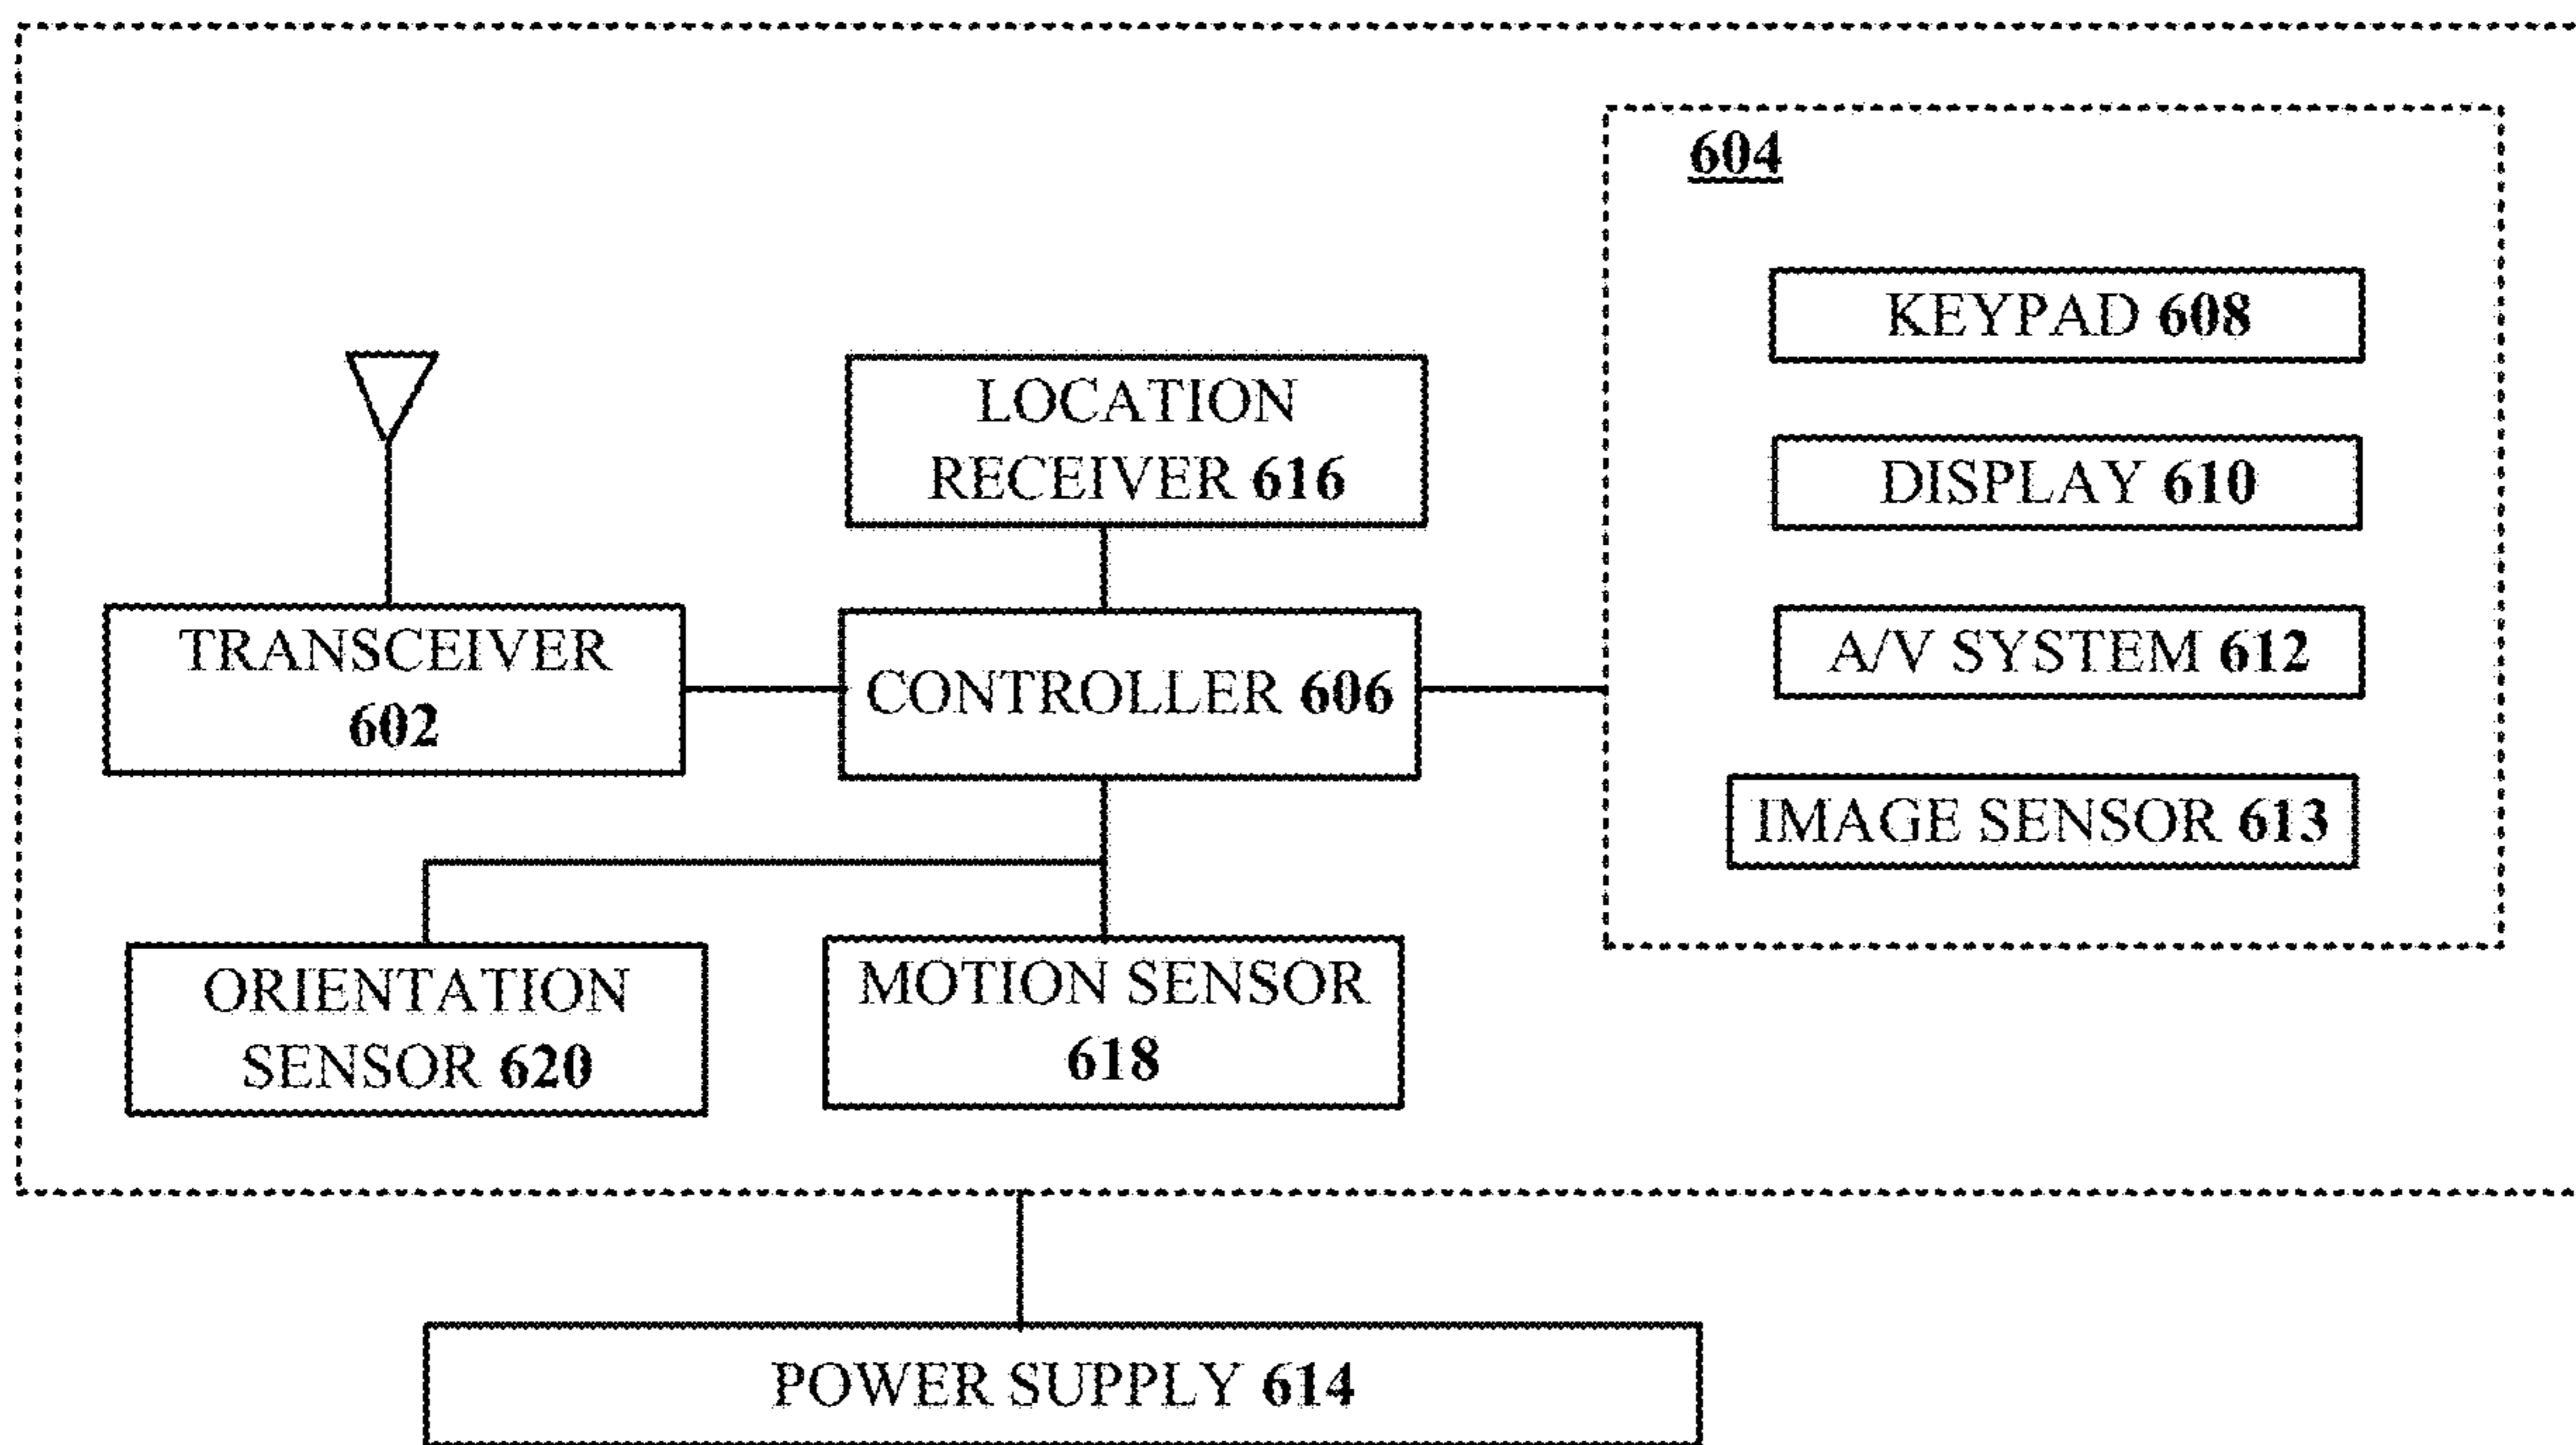 604
KEYPAD 608
LOCATION
RECEIVER 616
DISPLAY 610
TRANSCEIVER
602
CONTROLLER 606
A/V SYSTEM 612
IMAGE SENSOR 613
ORIENTATION
SENSOR 620
MOTION SENSOR
618
POWER SUPPLY 614